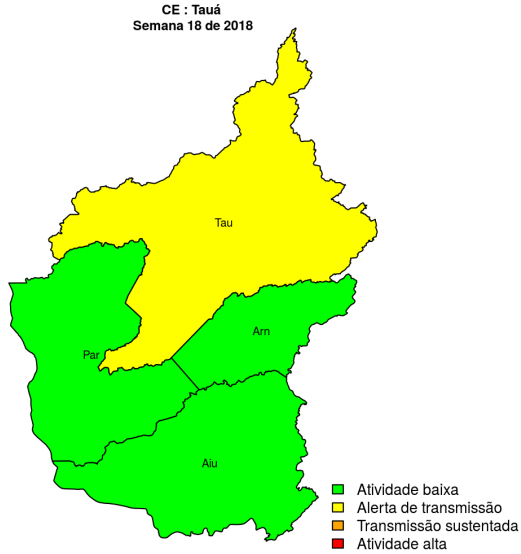 CE : Tauá
Semana 18 de 2018
Tau
Arn
Par
Aiu
Atividade baixa
Alerta de transmissão
Transmissão sustentada
Atividade alta